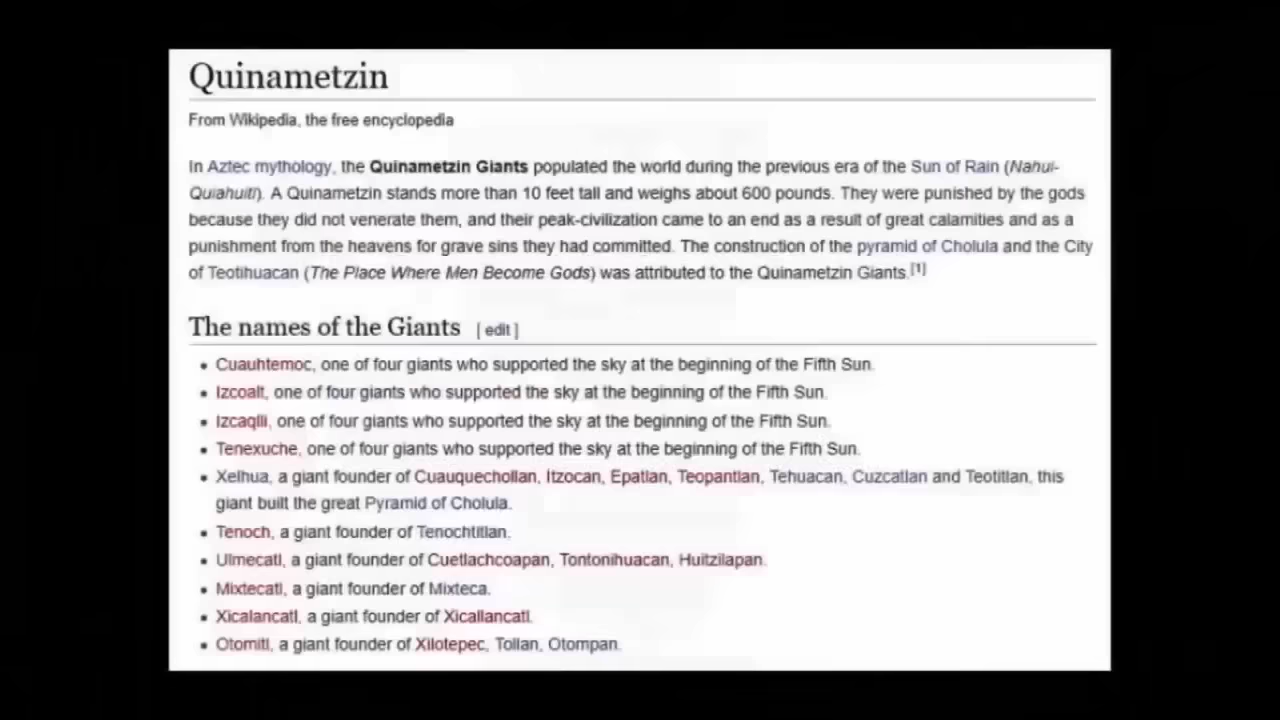 Quinametzin
From Wikipedia, the free encyclopedia
In Aztec mythology, the Quinametzin Giants populated the world during the previous era of the Sun of Rain (Nahui-
Quiahuitl). A Quinametzin stands more than 10 feet tall and weighs about 600 pounds. They were punished by the gods
because they did not venerate them, and their peak-civilization came to an end as a result of great calamities and as a
punishment from the heavens for grave sins they had committed. The construction of the pyramid of Cholula and the City
of Teotihuacan (The Place Where Men Become Gods) was attributed to the Quinametzin Giants.[1]
The names of the Giants [ edit ]
• Cuauhtemoc, one of four giants who supported the sky at the beginning of the Fifth Sun.
• Izcoalt, one of four giants who supported the sky at the beginning of the Fifth Sun.
• Izcaqlli, one of four giants who supported the sky at the beginning of the Fifth Sun.
• Tenexuche, one of four giants who supported the sky at the beginning of the Fifth Sun.
• Xelhua, a giant founder of Cuauquechollan, Itzocan, Epatlan, Teopantlan, Tehuacan, Cuzcatlan and Teotitlan, this
giant built the great Pyramid of Cholula.
• Tenoch, a giant founder of Tenochtitlan.
• Ulmecatl, a giant founder of Cuetlachcoapan, Tontonihuacan, Huitzilapan.
• Mixtecatl, a giant founder of Mixteca.
• Xicalancatl, a giant founder of Xicallancatl.
• Otomitl, a giant founder of Xilotepec, Tollan, Otompan.